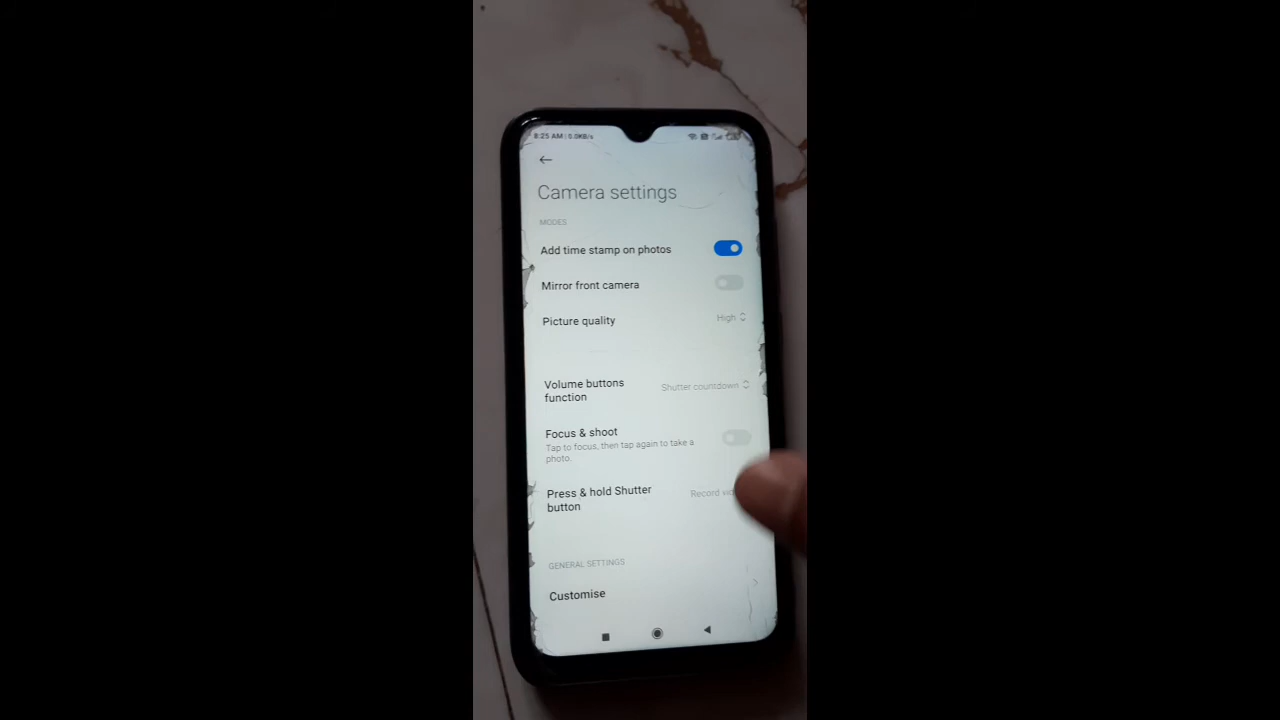 8:25 AM | 0.0KB/s
Camera settings
MODES
Add time stamp on photos
Mirror front camera
Picture quality High
Volume buttons function Shutter countdown
Focus & shoot
Tap to focus, then tap again to take a
photo.
Press & hold Shutter button Record
GENERAL SETTINGS
Customise